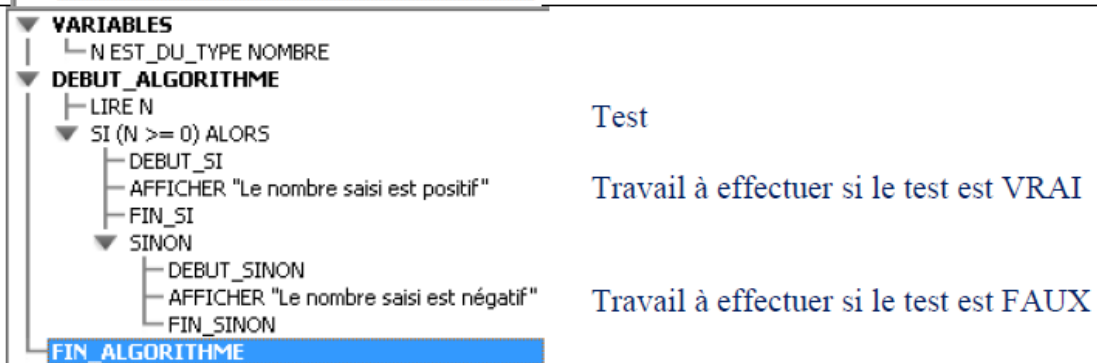 VARIABLES
N EST_DU_TYPE NOMBRE
DEBUT_ALGORITHME
LIRE N
SI (N >= 0) ALORS
Test
DEBUT_SI
AFFICHER "Le nombre saisi est positif"
Travail à effectuer si le test est VRAI
FIN_SI
SINON
DEBUT_SINON
AFFICHER "Le nombre saisi est négatif"
Travail à effectuer si le test est FAUX
FIN_SINON
FIN_ALGORITHME